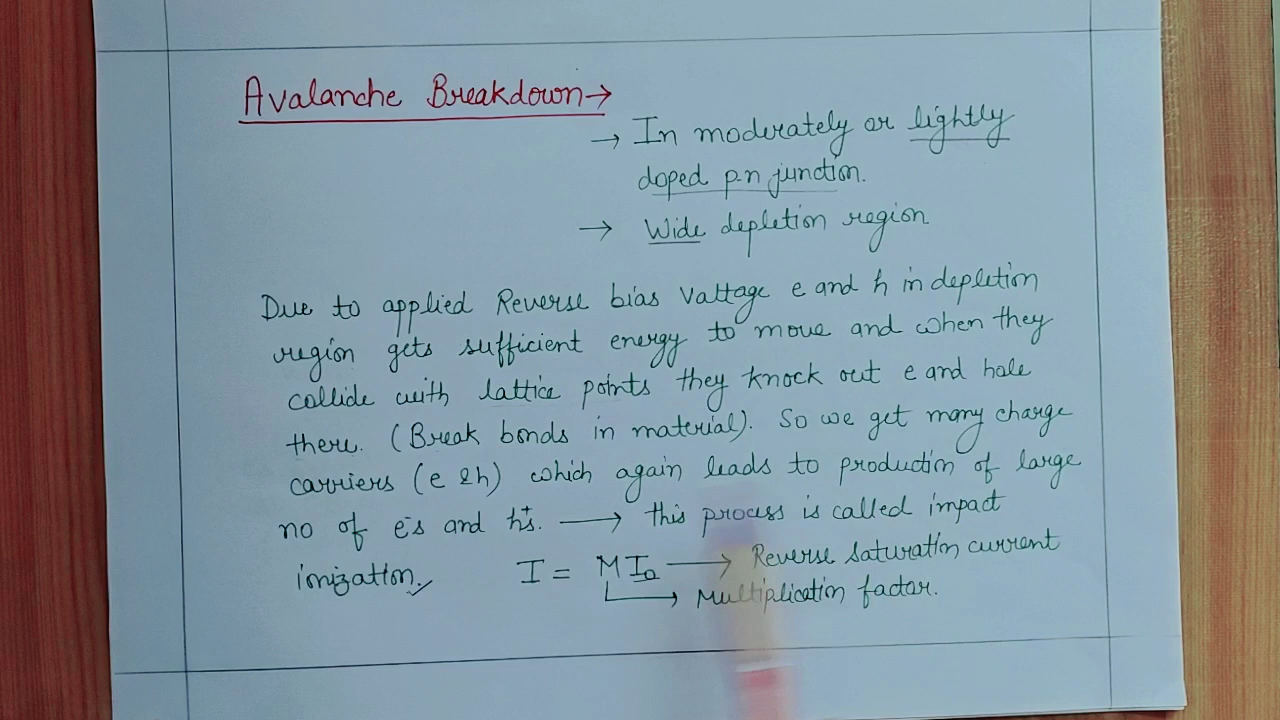 Avalanche Breakdown→
→ In moderately or lightly
doped p.n junction.
→ Wide depletion region
Due to applied Reverse bias Valtage e and h in depletion
region gets sufficient energy to move and when they
collide with lattice points they knock out e and hole
there. (Break bonds in material). So we get many charge
carriers (e & h) which again leads to production of large
no of e⁻s and h⁺s. ⟶ this process is called impact
ionization. I = MI₀ ⟶ Reverse saturation current
→ Multiplication factor.